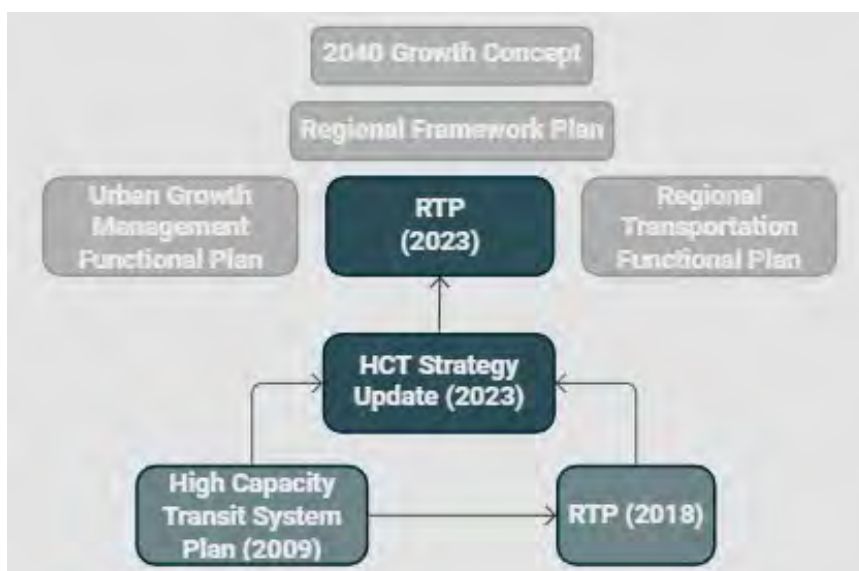 2040 Growth Concept
Regional Framework Plan
Urban Growth
Management
Functional Plan
RTP
(2023)
Regional
Transportation
Functional Plan
HCT Strategy
Update (2023)
High Capacity
Transit System
Plan (2009)
RTP (2018)